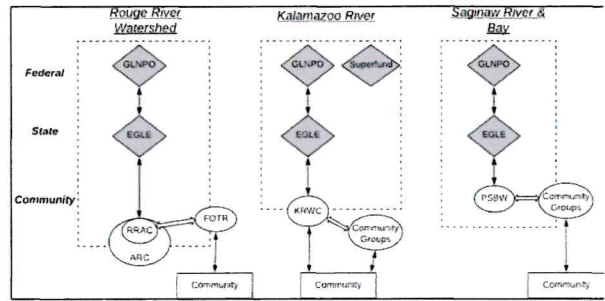 Rouge River
Watershed
Kalamazoo River
Saginaw River &
Bay
Federal
GLNPO
GLNPO
Superfund
GLNPO
State
EGLE
EGLE
EGLE
Community
RRAC
ARC
FOTR
KRWC
Community
Groups
PSBW
Community
Groups
Community
Community
Community